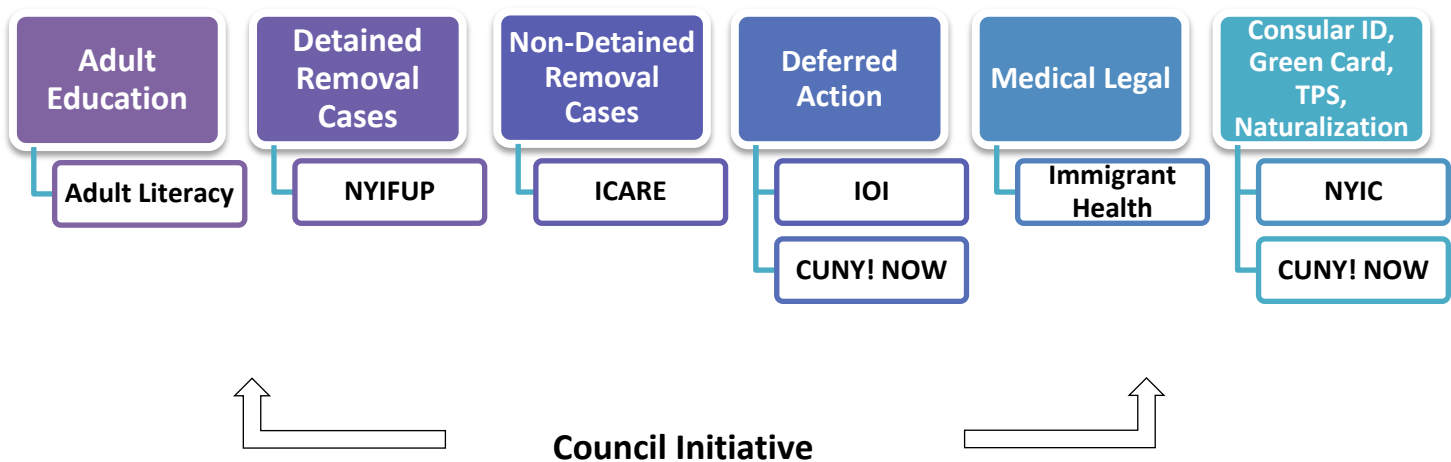 Adult
Education
Adult Literacy
Detained
Removal
Cases
NYIFUP
Non-Detained
Removal
Cases
ICARE
Deferred
Action
IOI
CUNY! NOW
Medical Legal
Immigrant
Health
Consular ID,
Green Card,
TPS,
Naturalization
NYIC
CUNY! NOW
Council Initiative